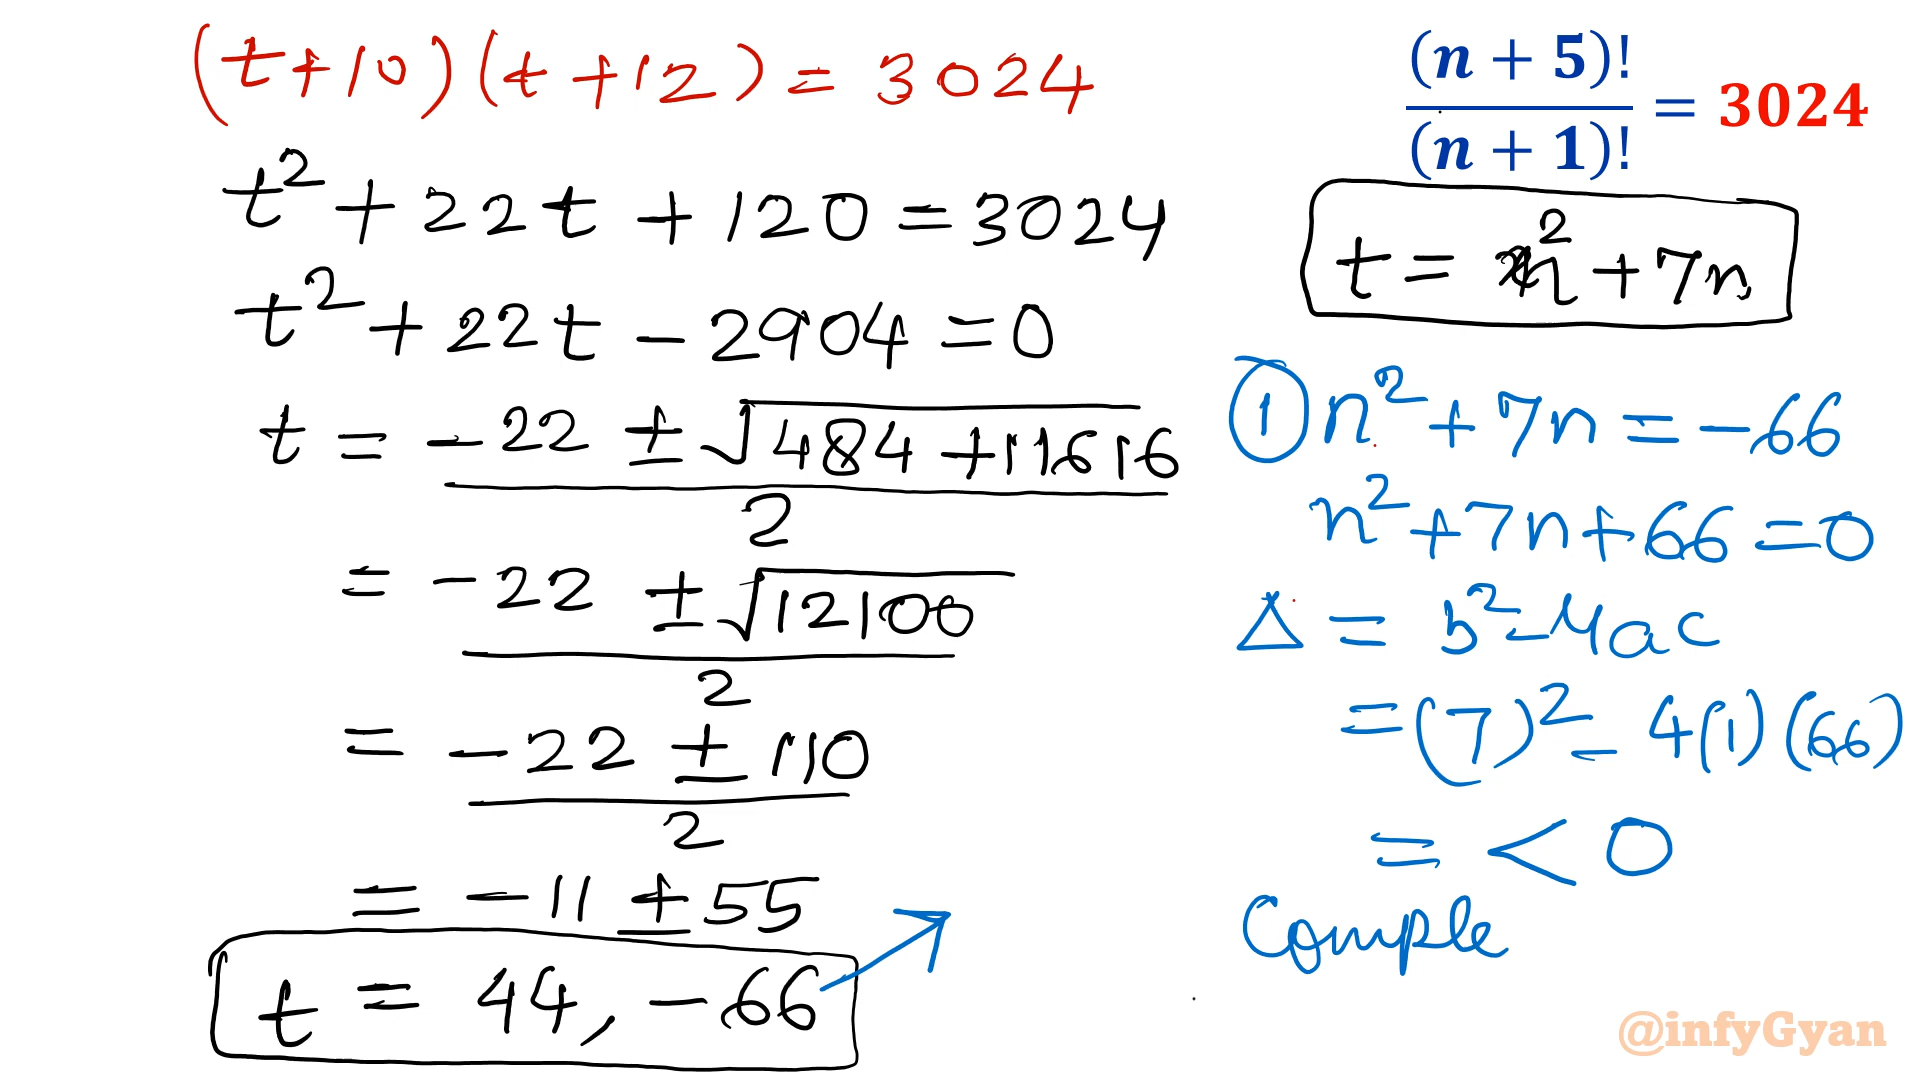 (t+10)(t+12) = 3024
t² + 22t + 120 = 3024
t² + 22t - 2904 = 0
t = (-22 ± √(484 + 11616))/2
= (-22 ± √12100)/2
= (-22 ± 110)/2
= -11 ± 55
t = 44, -66
(n + 5)!/(n + 1)! = 3024
t = n² + 7n
① n² + 7n = -66
n² + 7n + 66 = 0
Δ = b² - 4ac
= (7)² - 4(1)(66)
= < 0
Comple
@infyGyan